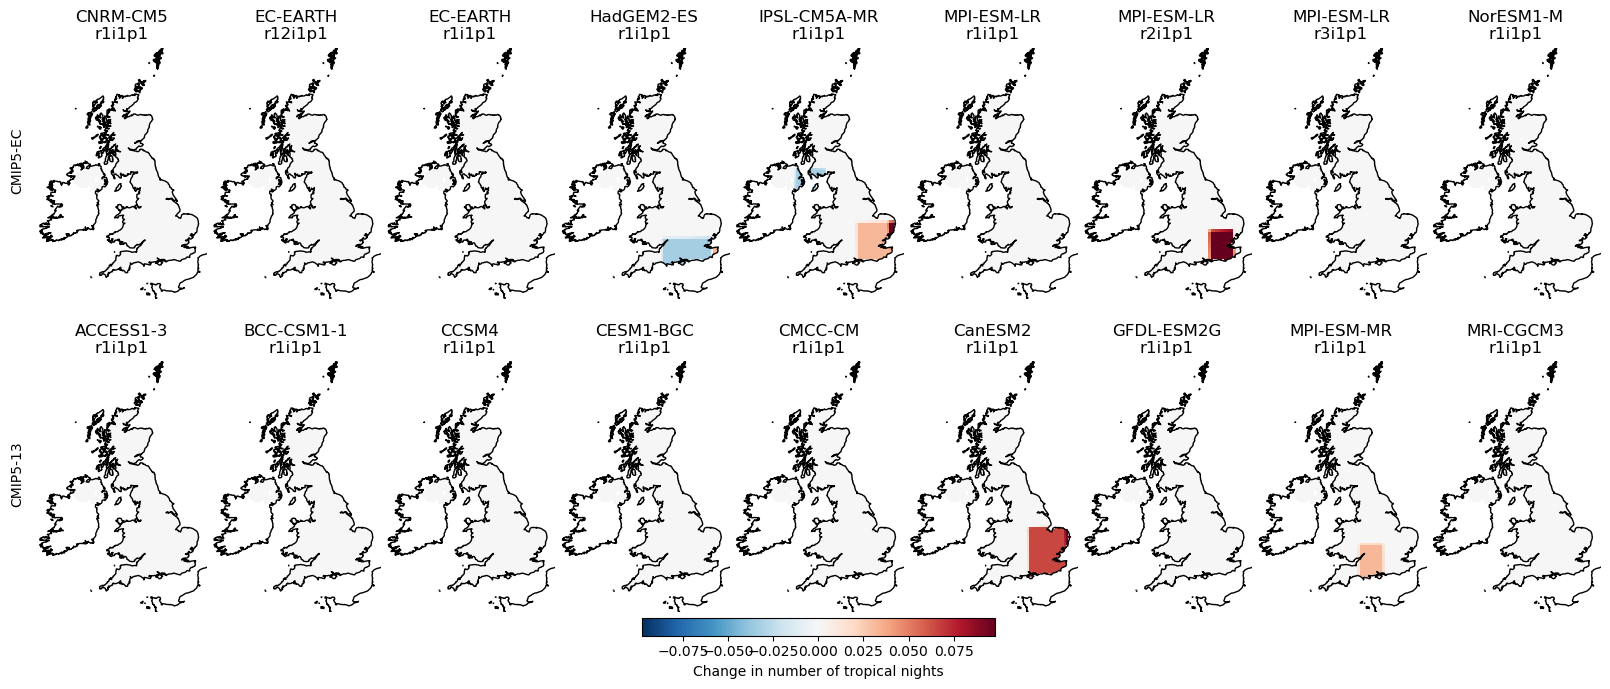 CNRM-CM5
r1i1p1
EC-EARTH
r12i1p1
EC-EARTH
r1i1p1
HadGEM2-ES
r1i1p1
IPSL-CM5A-MR
r1i1p1
MPI-ESM-LR
r1i1p1
MPI-ESM-LR
r2i1p1
MPI-ESM-LR
r3i1p1
NorESM1-M
r1i1p1
CMIP5-EC
ACCESS1-3
r1i1p1
BCC-CSM1-1
r1i1p1
CCSM4
r1i1p1
CESM1-BGC
r1i1p1
CMCC-CM
r1i1p1
CanESM2
r1i1p1
GFDL-ESM2G
r1i1p1
MPI-ESM-MR
r1i1p1
MRI-CGCM3
r1i1p1
CMIP5-13
−0.075 −0.050 −0.025 0.000 0.025 0.050 0.075
Change in number of tropical nights